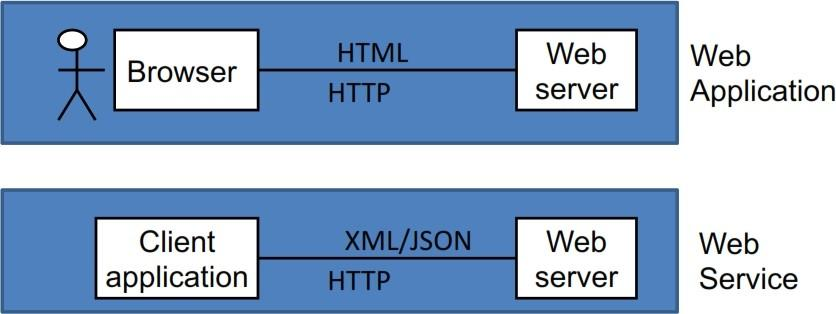 Browser
HTML
HTTP
Web
server
Web
Application
Client
application
XML/JSON
HTTP
Web
server
Web
Service